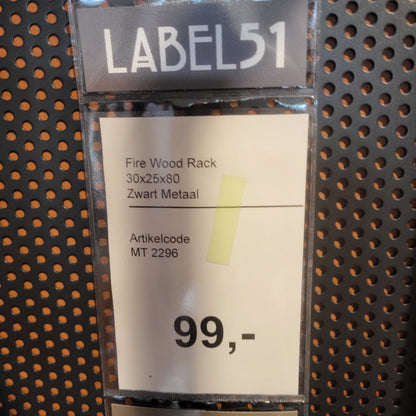 LABEL51
Fire Wood Rack
30x25x80
Zwart Metaal
Artikelcode
MT 2296
99,-